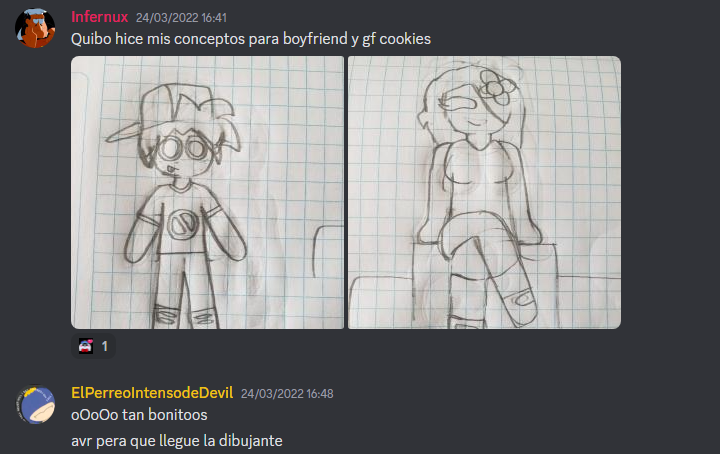 Infernux 24/03/2022 16:41
Quibo hice mis conceptos para boyfriend y gf cookies
1
ElPerreoIntensodeDevil 24/03/2022 16:48
oOoOo tan bonitoos
avr pera que llegue la dibujante